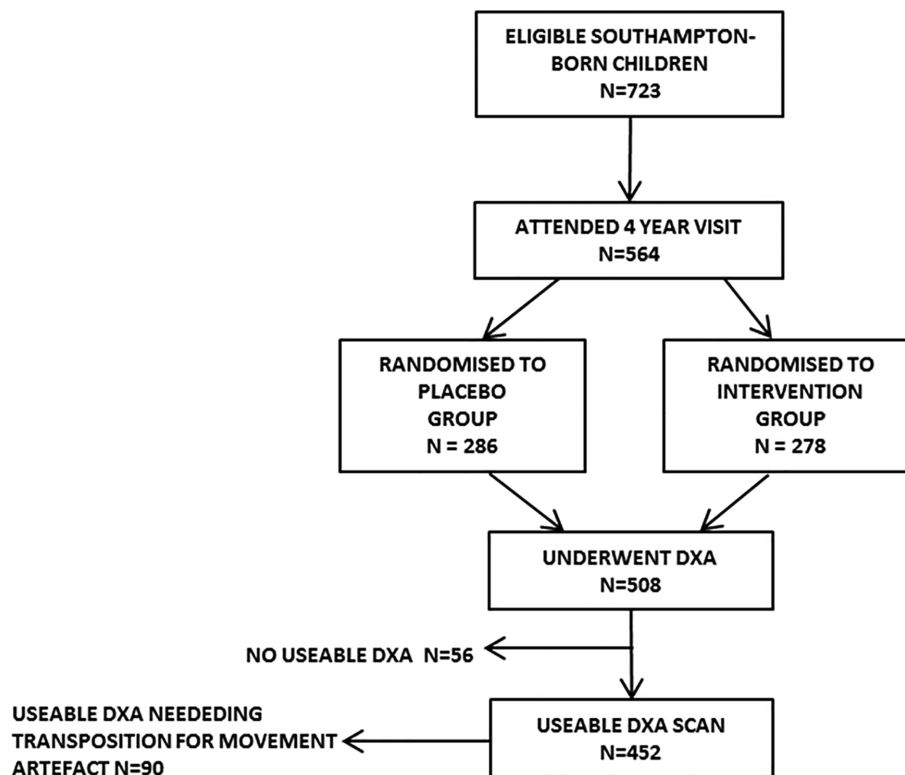 ELIGIBLE SOUTHAMPTON-
BORN CHILDREN
N=723
ATTENDED 4 YEAR VISIT
N=564
RANDOMISED TO
PLACEBO
GROUP
N = 286
RANDOMISED TO
INTERVENTION
GROUP
N = 278
UNDERWENT DXA
N=508
NO USEABLE DXA N=56
USEABLE DXA NEEDEDING
TRANSPOSITION FOR MOVEMENT
ARTEFACT N=90
USEABLE DXA SCAN
N=452